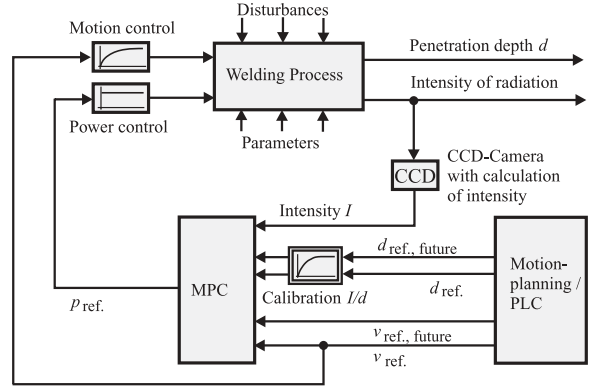 Disturbances
Motion control
Penetration depth d
Welding Process
Intensity of radiation
Power control
Parameters
CCD
CCD-Camera
with calculation
of intensity
Intensity I
d ref., future
MPC
Motion-
planning /
PLC
Calibration I/d
d ref.
p ref.
v ref., future
v ref.